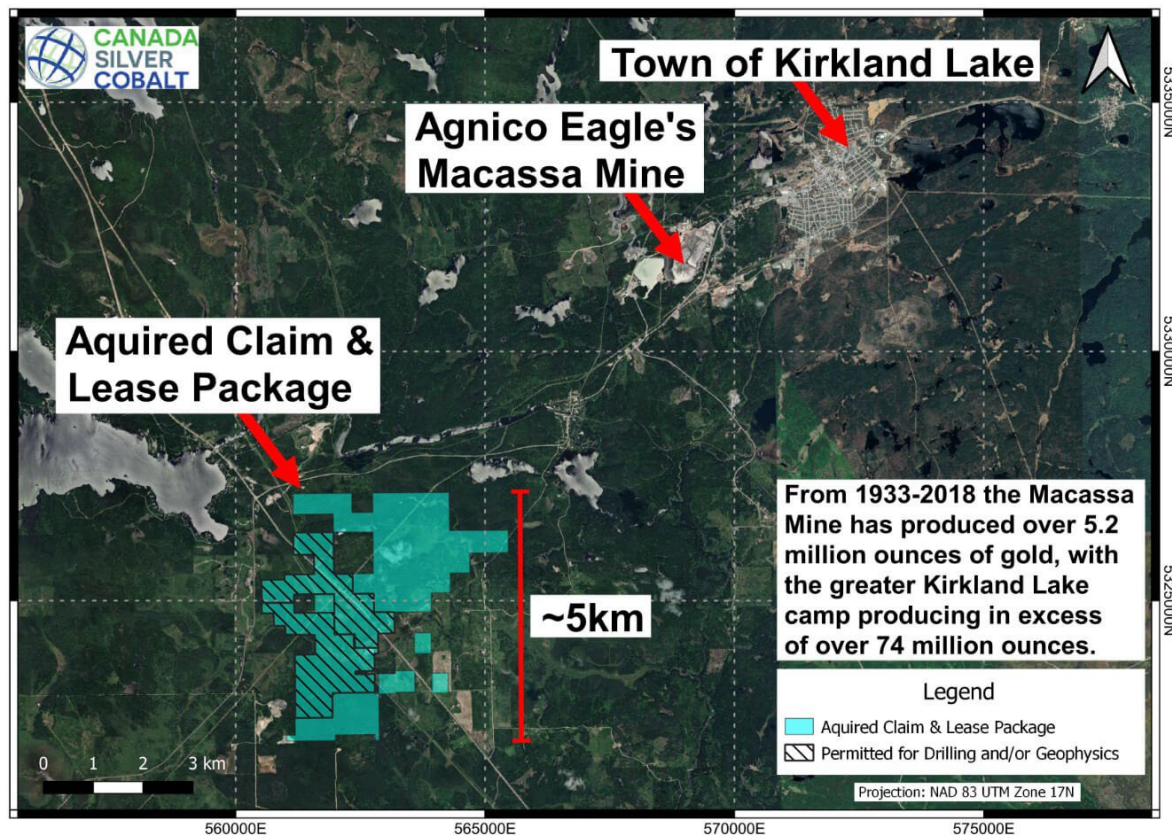 CANADA
SILVER
COBALT
Town of Kirkland Lake
Agnico Eagle's
Macassa Mine
Aquired Claim &
Lease Package
~5km
From 1933-2018 the Macassa
Mine has produced over 5.2
million ounces of gold, with
the greater Kirkland Lake
camp producing in excess
of over 74 million ounces.
Legend
Aquired Claim & Lease Package
Permitted for Drilling and/or Geophysics
Projection: NAD 83 UTM Zone 17N
0 1 2 3 km
5335000N
5330000N
5325000N
560000E 565000E 570000E 575000E